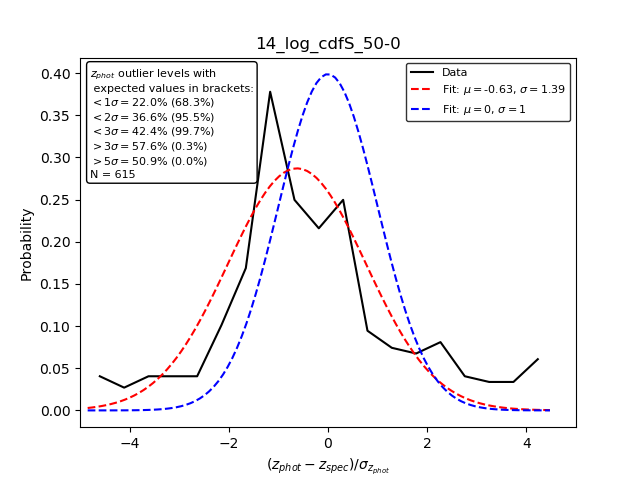 14_log_cdfS_50-0
z_phot outlier levels with
expected values in brackets:
< 1σ = 22.0% (68.3%)
< 2σ = 36.6% (95.5%)
< 3σ = 42.4% (99.7%)
> 3σ = 57.6% (0.3%)
> 5σ = 50.9% (0.0%)
N = 615
Data
Fit: μ = -0.63, σ = 1.39
Fit: μ = 0, σ = 1
Probability
0.40
0.35
0.30
0.25
0.20
0.15
0.10
0.05
0.00
−4 −2 0 2 4
(z_phot − z_spec)/σ_z_phot